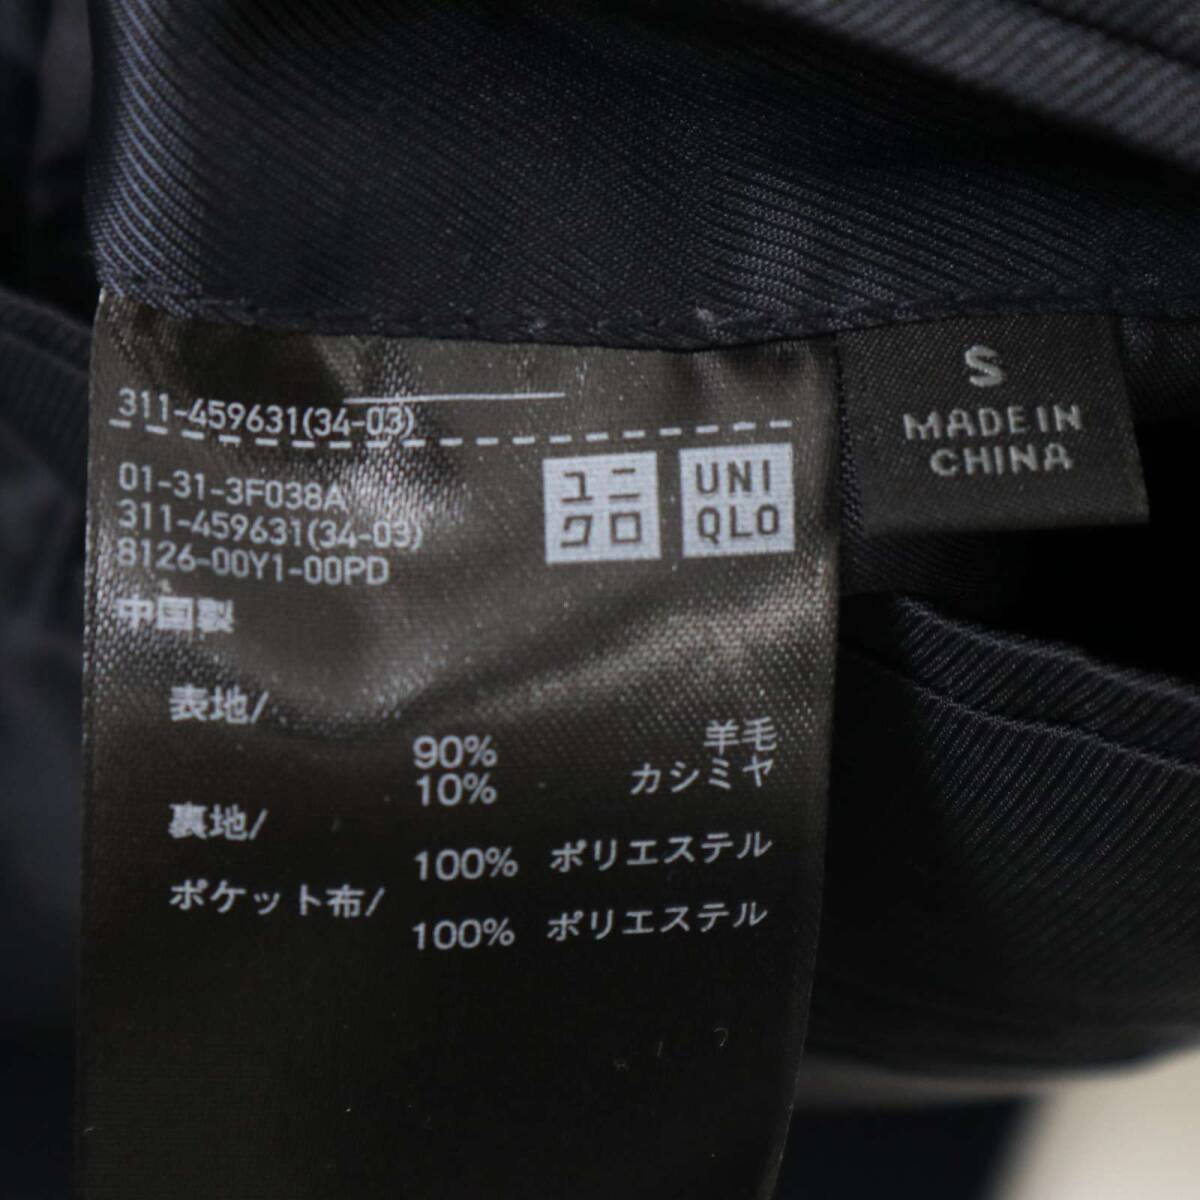 311-459631(34-03)
01-31-3F038A
311-459631(34-03)
8126-00Y1-00PD
中国製
ユニ
クロ
UNI
QLO
S
MADE IN
CHINA
表地/
90% 羊毛
10% カシミヤ
裏地/
100% ポリエステル
ポケット布/
100% ポリエステル